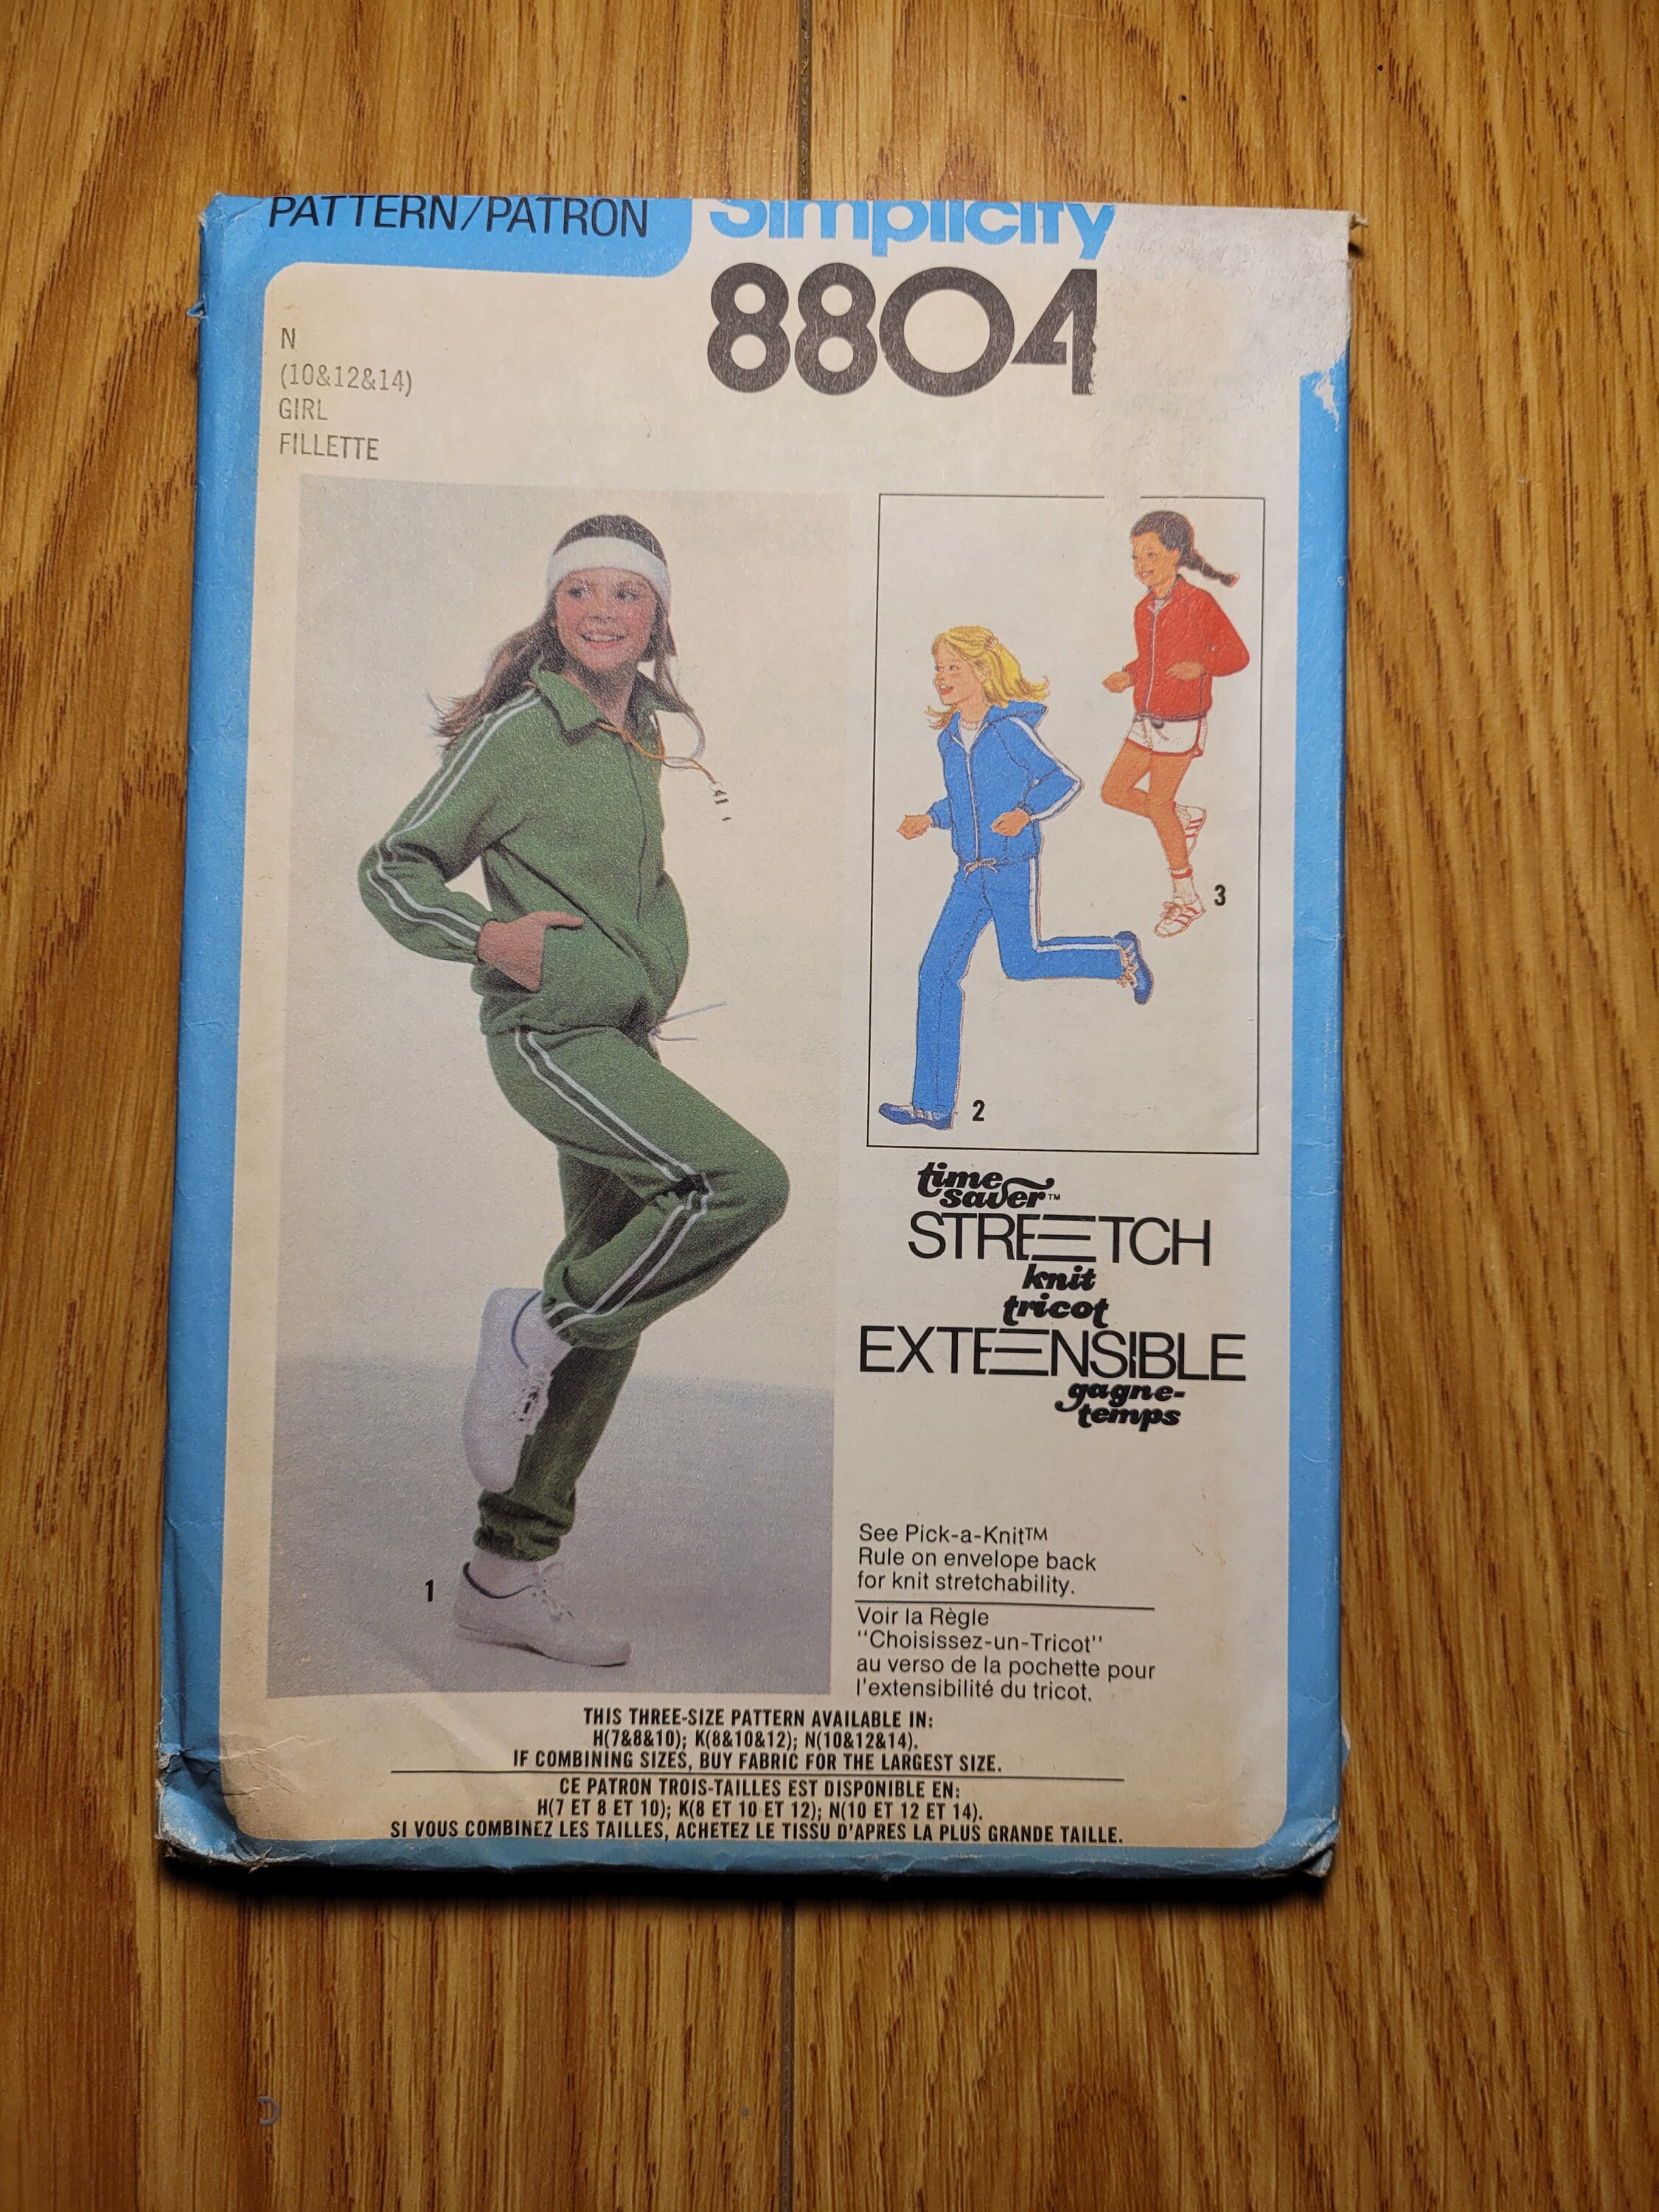 PATTERN/PATRON
Simplicity
8804
N
(10&12&14)
GIRL
FILLETTE
3
2
1
time
saver™
STRETCH
knit
tricot
EXTENSIBLE
gagne-
temps
See Pick-a-Knit™
Rule on envelope back
for knit stretchability.
Voir la Règle
"Choisissez-un-Tricot"
au verso de la pochette pour
l'extensibilité du tricot.
THIS THREE-SIZE PATTERN AVAILABLE IN:
H(7&8&10); K(8&10&12); N(10&12&14).
IF COMBINING SIZES, BUY FABRIC FOR THE LARGEST SIZE.
CE PATRON TROIS-TAILLES EST DISPONIBLE EN:
H(7 ET 8 ET 10); K(8 ET 10 ET 12); N(10 ET 12 ET 14).
SI VOUS COMBINEZ LES TAILLES, ACHETEZ LE TISSU D'APRES LA PLUS GRANDE TAILLE.